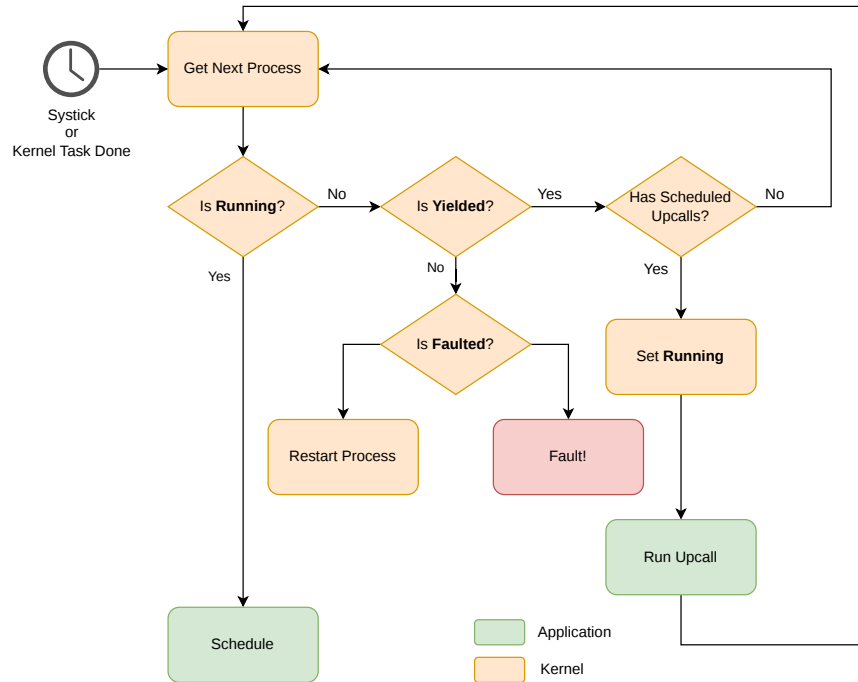 Get Next Process
Systick
or
Kernel Task Done
Is Running?
No
Is Yielded?
Yes
Has Scheduled
Upcalls?
No
Yes
No
Yes
Is Faulted?
Set Running
Restart Process
Fault!
Run Upcall
Schedule
Application
Kernel